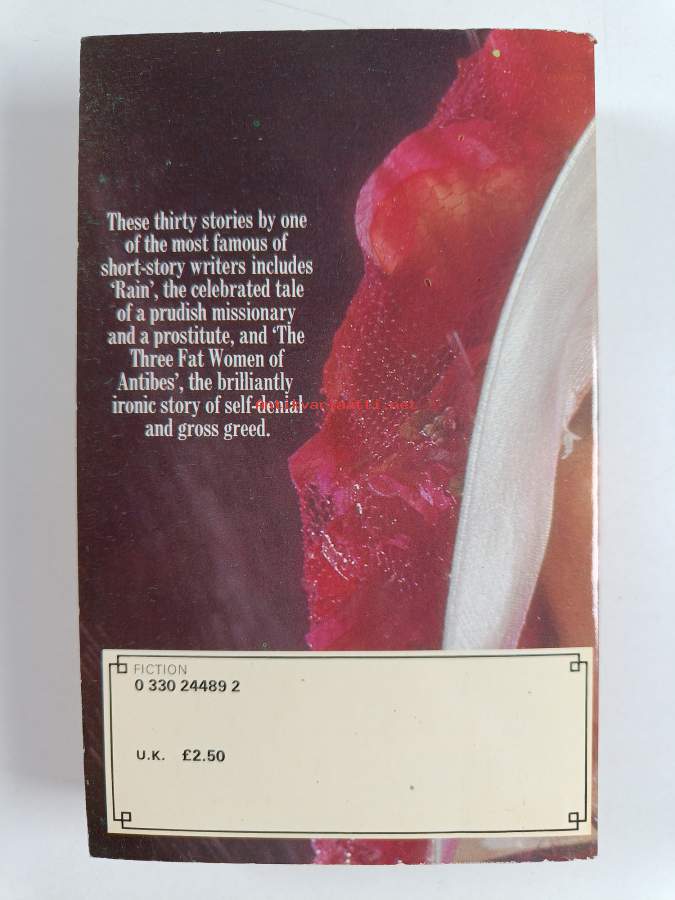 These thirty stories by one
of the most famous of
short-story writers includes
‘Rain’, the celebrated tale
of a prudish missionary
and a prostitute, and ‘The
Three Fat Women of
Antibes’, the brilliantly
ironic story of self-denial
and gross greed.
antikvariaatti.net
FICTION
0 330 24489 2
U.K. £2.50